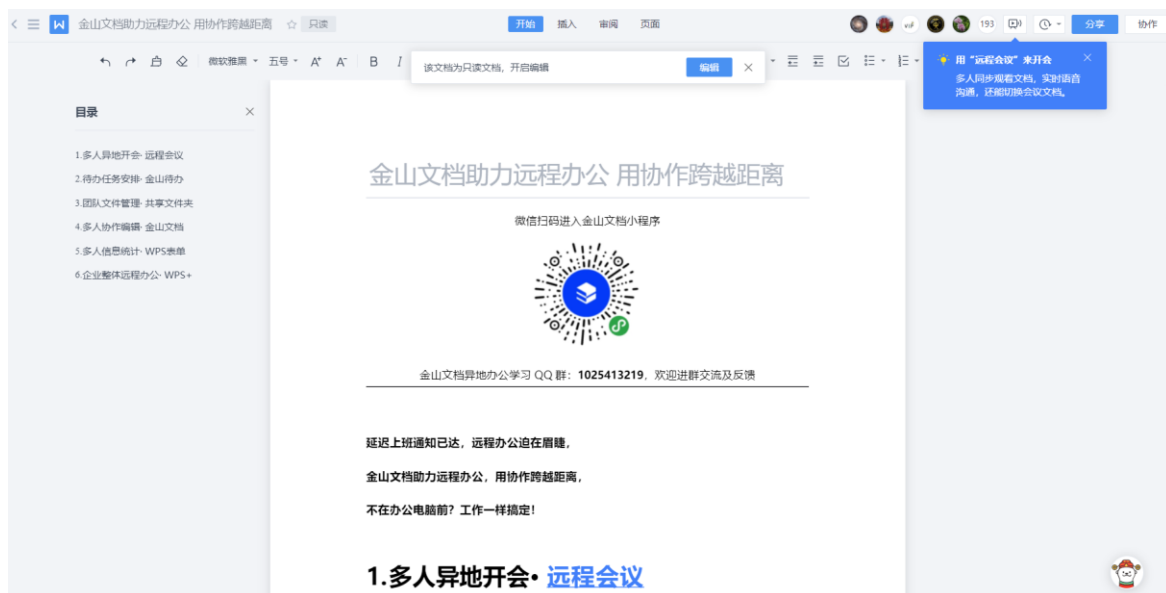 金山文档助力远程办公 用协作跨越距离
只读
开始
插入
审阅
页面
193
分享
协作
微软雅黑
五号
A+
A-
B
I
该文档为只读文档，开启编辑
编辑
用“远程会议”来开会
多人同步观看文档，实时语音
沟通，还能切换会议文档。
目录
1.多人异地开会· 远程会议
2.待办任务安排· 金山待办
3.团队文件管理· 共享文件夹
4.多人协作编辑· 金山文档
5.多人信息统计· WPS表单
6.企业整体远程办公· WPS+
金山文档助力远程办公 用协作跨越距离
微信扫码进入金山文档小程序
金山文档异地办公学习 QQ 群：1025413219，欢迎进群交流及反馈
延迟上班通知已达，远程办公迫在眉睫，
金山文档助力远程办公，用协作跨越距离，
不在办公电脑前？工作一样搞定！
1.多人异地开会· 远程会议